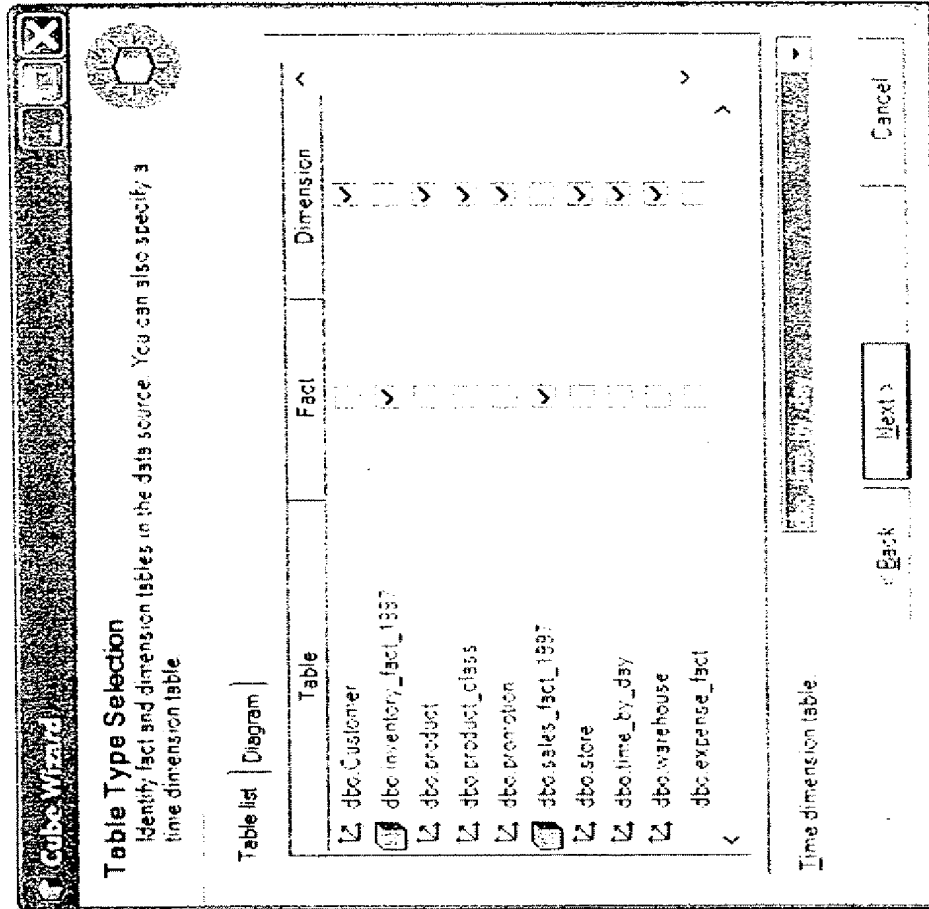 Cube Wizard
Table Type Selection
Identify fact and dimension tables in the data source. You can also specify a
time dimension table.
Table list Diagram
Table Fact Dimension
dbo.Customer
dbo.inventory_fact_1997
dbo.product
dbo.product_class
dbo.promotion
dbo.sales_fact_1997
dbo.store
dbo.time_by_day
dbo.warehouse
dbo.expense_fact
Time dimension table
< Back Next > Cancel